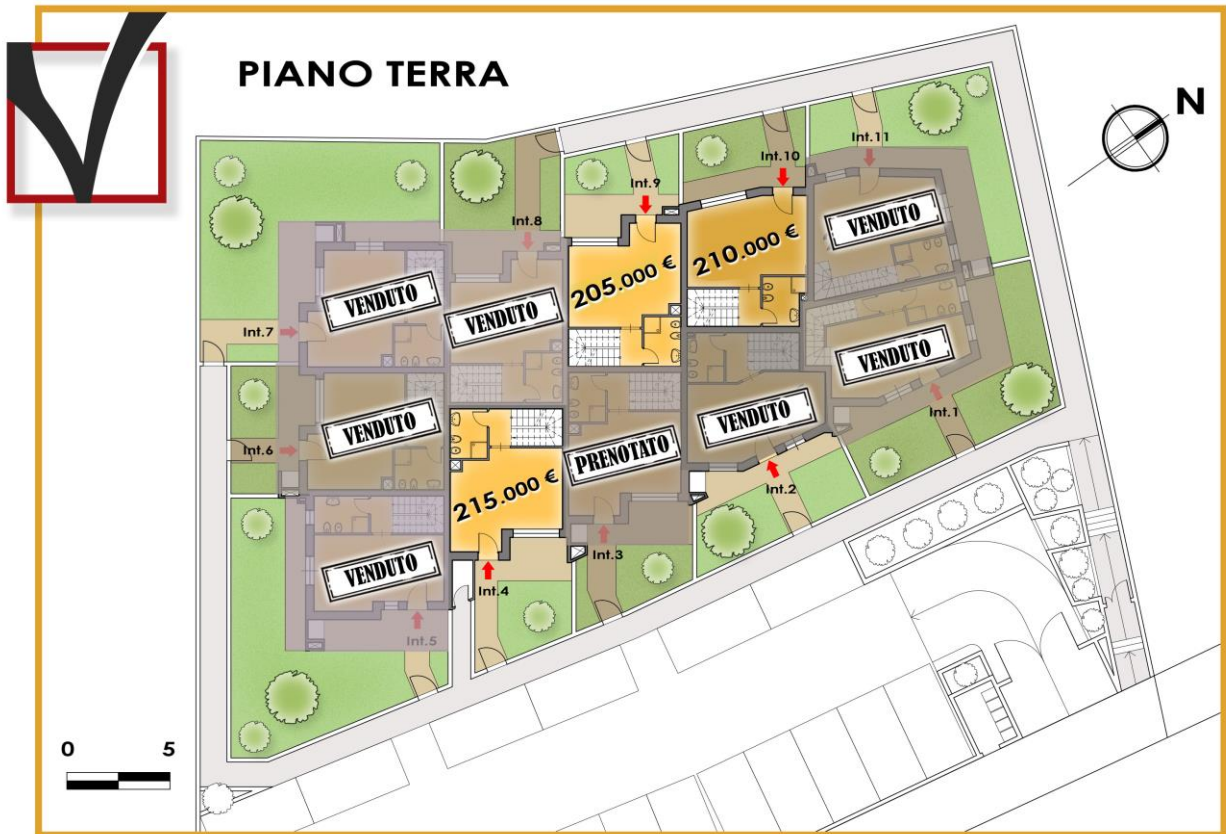 PIANO TERRA
N
Int.11
Int.10
Int.9
Int.8
VENDUTO
210.000 €
205.000 €
VENDUTO
VENDUTO
Int.7
VENDUTO
Int.1
VENDUTO
VENDUTO
Int.6
PRENOTATO
215.000 €
Int.2
VENDUTO
Int.3
Int.4
Int.5
0 5